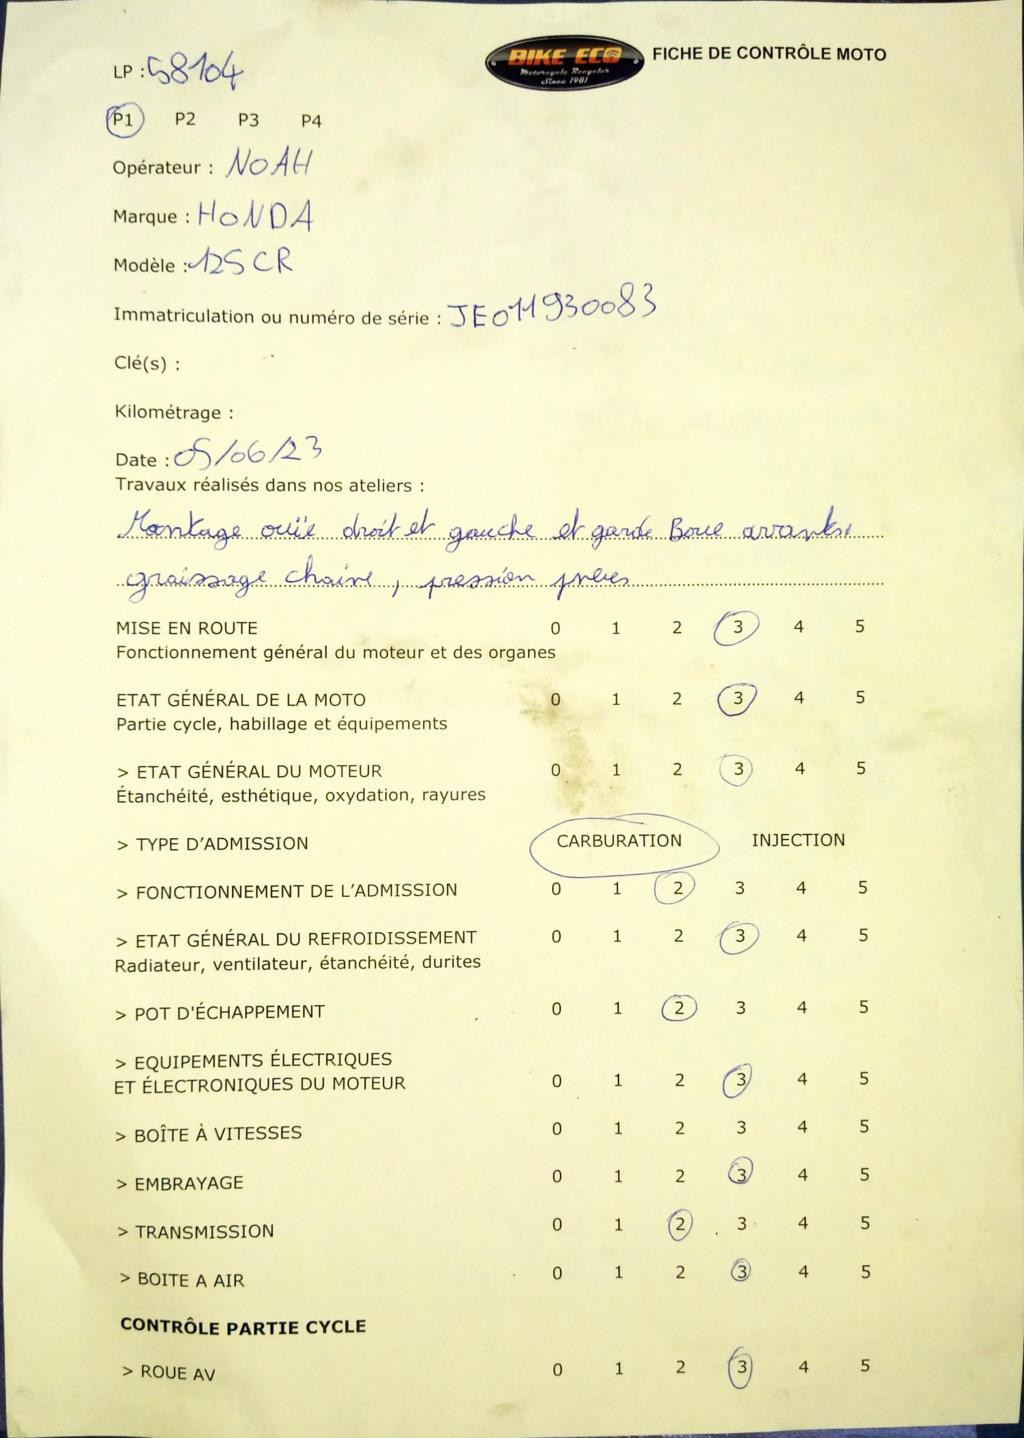 LP : 58104
BIKE ECO
Motorcycle Recycler
Since 1981
FICHE DE CONTRÔLE MOTO
P1 P2 P3 P4
Opérateur : NOAH
Marque : HONDA
Modèle : 125 CR
Immatriculation ou numéro de série : JE011930083
Clé(s) :
Kilométrage :
Date : 05/06/23
Travaux réalisés dans nos ateliers :
Montage ouïe droit et gauche et garde Boue avants.
graissage chaine, pression pneus
MISE EN ROUTE 0 1 2 3 4 5
Fonctionnement général du moteur et des organes
ETAT GÉNÉRAL DE LA MOTO 0 1 2 3 4 5
Partie cycle, habillage et équipements
> ETAT GÉNÉRAL DU MOTEUR 0 1 2 3 4 5
Étanchéité, esthétique, oxydation, rayures
> TYPE D'ADMISSION CARBURATION INJECTION
> FONCTIONNEMENT DE L'ADMISSION 0 1 2 3 4 5
> ETAT GÉNÉRAL DU REFROIDISSEMENT 0 1 2 3 4 5
Radiateur, ventilateur, étanchéité, durites
> POT D'ÉCHAPPEMENT 0 1 2 3 4 5
> EQUIPEMENTS ÉLECTRIQUES
ET ÉLECTRONIQUES DU MOTEUR 0 1 2 3 4 5
> BOÎTE À VITESSES 0 1 2 3 4 5
> EMBRAYAGE 0 1 2 3 4 5
> TRANSMISSION 0 1 2 3 4 5
> BOITE A AIR 0 1 2 3 4 5
CONTRÔLE PARTIE CYCLE
> ROUE AV 0 1 2 3 4 5